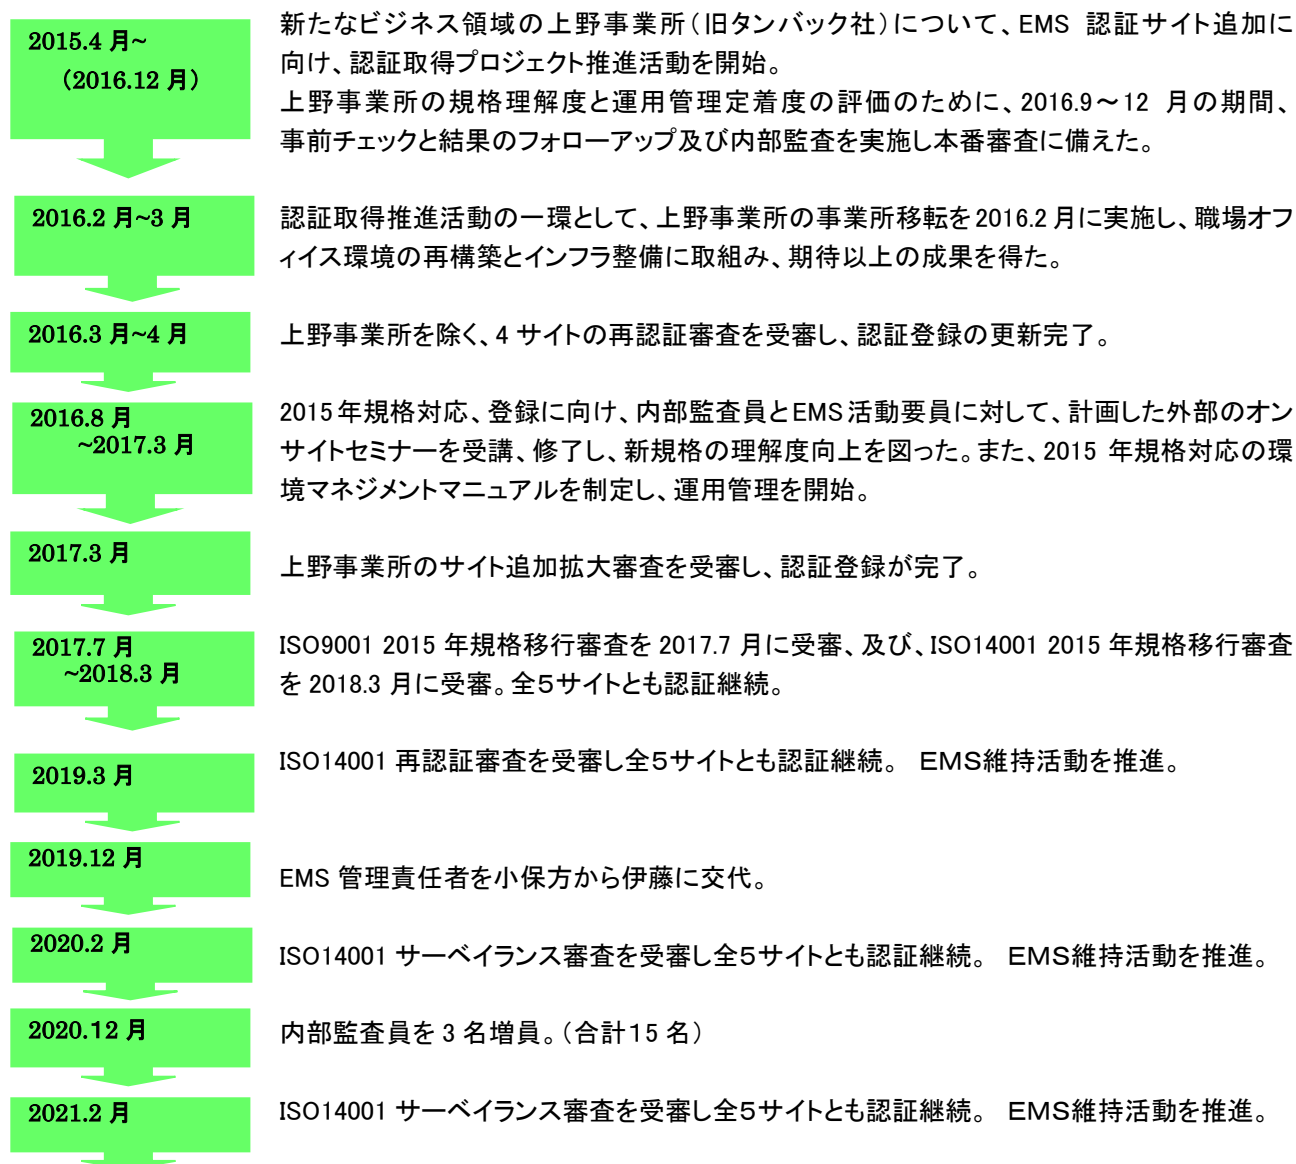 2015.4 月~
(2016.12 月)
新たなビジネス領域の上野事業所（旧タンバック社）について、EMS 認証サイト追加に
向け、認証取得プロジェクト推進活動を開始。
上野事業所の規格理解度と運用管理定着度の評価のために、2016.9～12 月の期間、
事前チェックと結果のフォローアップ及び内部監査を実施し本番審査に備えた。
2016.2 月~3 月
認証取得推進活動の一環として、上野事業所の事業所移転を2016.2 月に実施し、職場オフ
ィイス環境の再構築とインフラ整備に取組み、期待以上の成果を得た。
2016.3 月~4 月
上野事業所を除く、4 サイトの再認証審査を受審し、認証登録の更新完了。
2016.8 月
~2017.3 月
2015年規格対応、登録に向け、内部監査員とEMS活動要員に対して、計画した外部のオン
サイトセミナーを受講、修了し、新規格の理解度向上を図った。また、2015 年規格対応の環
境マネジメントマニュアルを制定し、運用管理を開始。
2017.3 月
上野事業所のサイト追加拡大審査を受審し、認証登録が完了。
2017.7 月
~2018.3 月
ISO9001 2015 年規格移行審査を 2017.7 月に受審、及び、ISO14001 2015 年規格移行審査
を 2018.3 月に受審。全５サイトとも認証継続。
2019.3 月
ISO14001 再認証審査を受審し全５サイトとも認証継続。　ＥＭＳ維持活動を推進。
2019.12 月
EMS 管理責任者を小保方から伊藤に交代。
2020.2 月
ISO14001 サーベイランス審査を受審し全５サイトとも認証継続。　ＥＭＳ維持活動を推進。
2020.12 月
内部監査員を 3 名増員。（合計１5 名）
2021.2 月
ISO14001 サーベイランス審査を受審し全５サイトとも認証継続。　ＥＭＳ維持活動を推進。